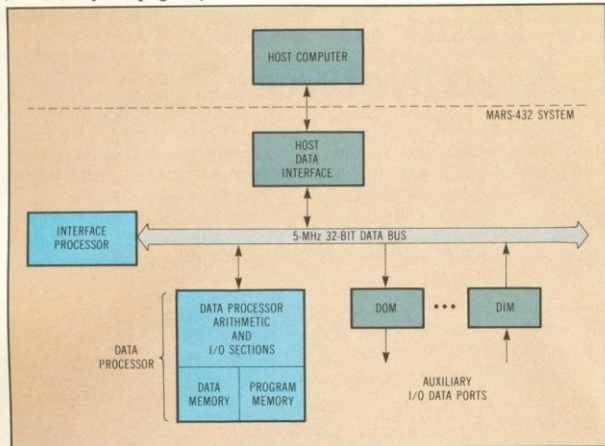 HOST COMPUTER
MARS-432 SYSTEM
HOST
DATA
INTERFACE
INTERFACE
PROCESSOR
5-MHz 32-BIT DATA BUS
DATA PROCESSOR
ARITHMETIC
AND
I/O SECTIONS
DATA
PROCESSOR
DATA
MEMORY
PROGRAM
MEMORY
DOM
DIM
AUXILIARY
I/O DATA PORTS